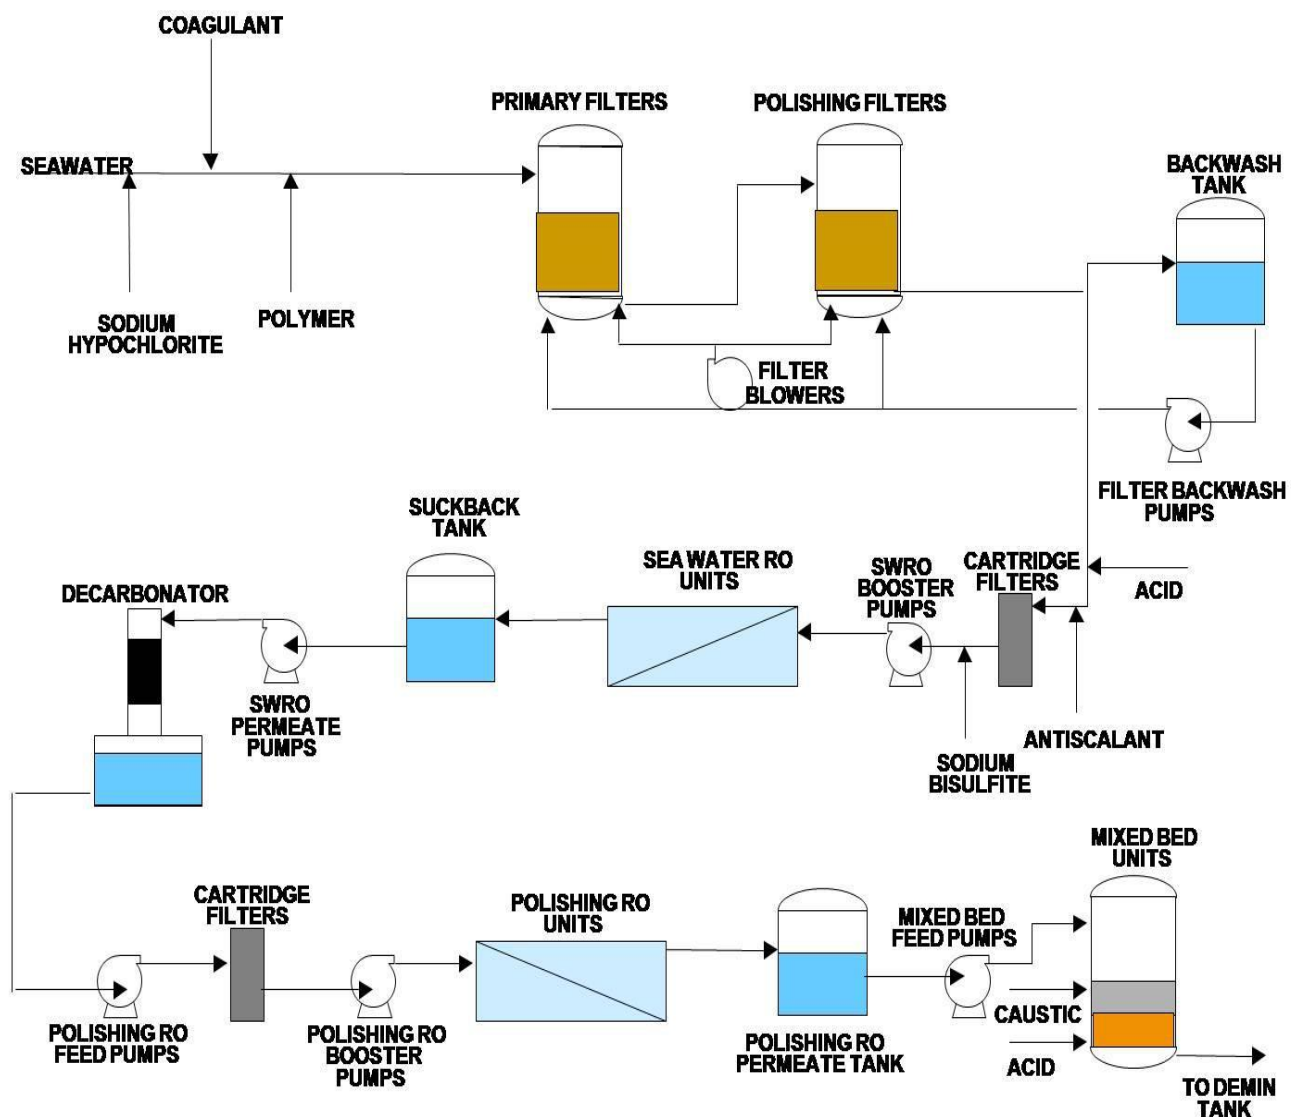 COAGULANT
PRIMARY FILTERS
POLISHING FILTERS
SEAWATER
BACKWASH
TANK
SODIUM
HYPOCHLORITE
POLYMER
FILTER
BLOWERS
FILTER BACKWASH
PUMPS
SUCKBACK
TANK
SEA WATER RO
UNITS
SWRO
BOOSTER
PUMPS
CARTRIDGE
FILTERS
ACID
DECARBONATOR
SWRO
PERMEATE
PUMPS
ANTISCALANT
SODIUM
BISULFITE
MIXED BED
UNITS
CARTRIDGE
FILTERS
POLISHING RO
UNITS
MIXED BED
FEED PUMPS
CAUSTIC
POLISHING RO
FEED PUMPS
POLISHING RO
BOOSTER
PUMPS
POLISHING RO
PERMEATE TANK
ACID
TO DEMIN
TANK